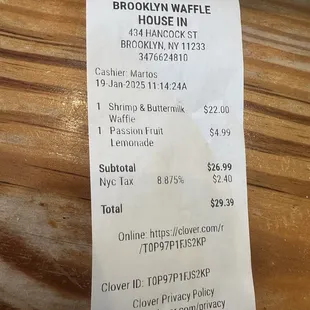 BROOKLYN WAFFLE
HOUSE IN
434 HANCOCK ST
BROOKLYN, NY 11233
3476624810
Cashier: Martos
19-Jan-2025 11:14:24A
1 Shrimp & Buttermilk $22.00
Waffle
1 Passion Fruit $4.99
Lemonade
Subtotal $26.99
Nyc Tax 8.875% $2.40
Total $29.39
Online: https://clover.com/r
/T0P97P1FJS2KP
Clover ID: T0P97P1FJS2KP
Clover Privacy Policy
.com/privacy